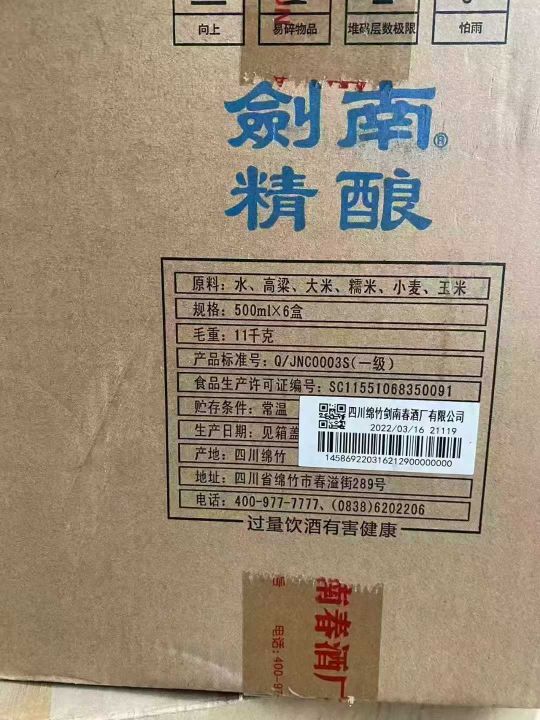 向上
易碎物品
堆码层数极限
怕雨
劍南®
精酿
原料：水、高粱、大米、糯米、小麦、玉米
规格：500ml×6盒
毛重：11千克
产品标准号：Q/JNC0003S(一级)
食品生产许可证编号：SC11551068350091
贮存条件：常温
生产日期：见箱盖
产地：四川绵竹
地址：四川省绵竹市春溢街289号
电话：400-977-7777、(0838)6202206
过量饮酒有害健康
四川绵竹剑南春酒厂有限公司
2022/03/16 21119
145869220316212900000000
南春酒厂
电话:400-97